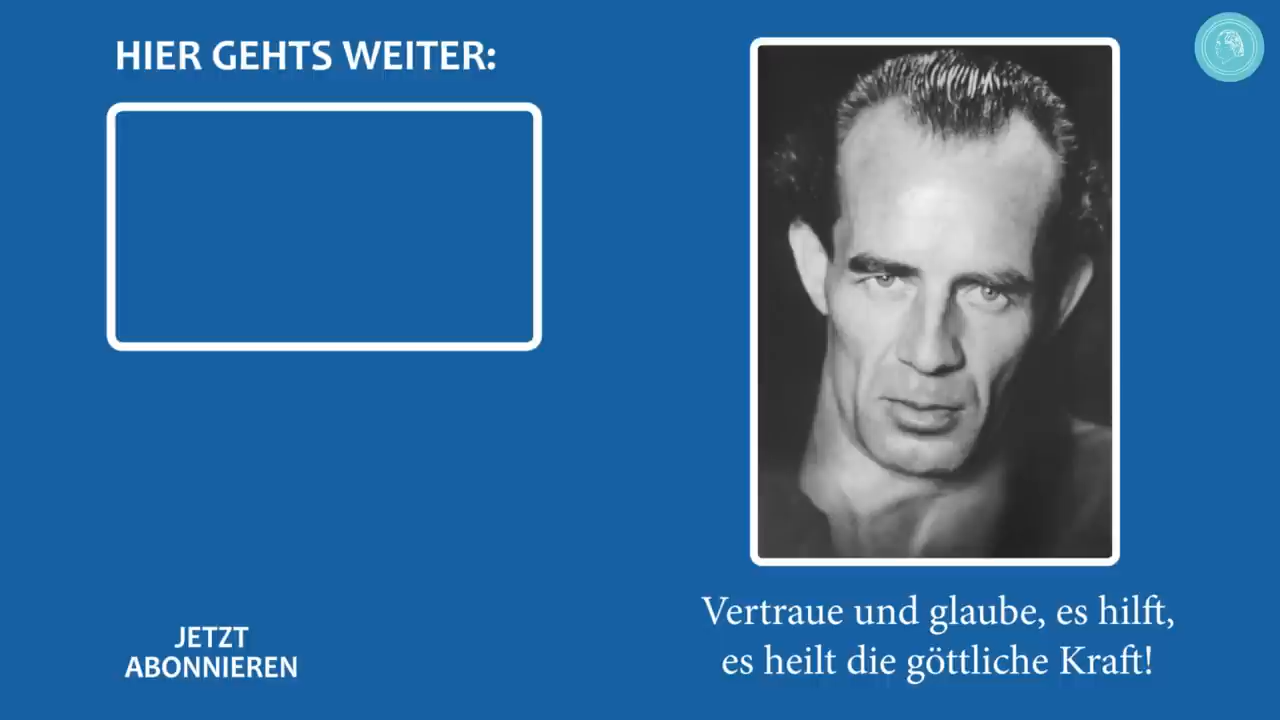 HIER GEHTS WEITER:
JETZT
ABONNIEREN
Vertraue und glaube, es hilft,
es heilt die göttliche Kraft!